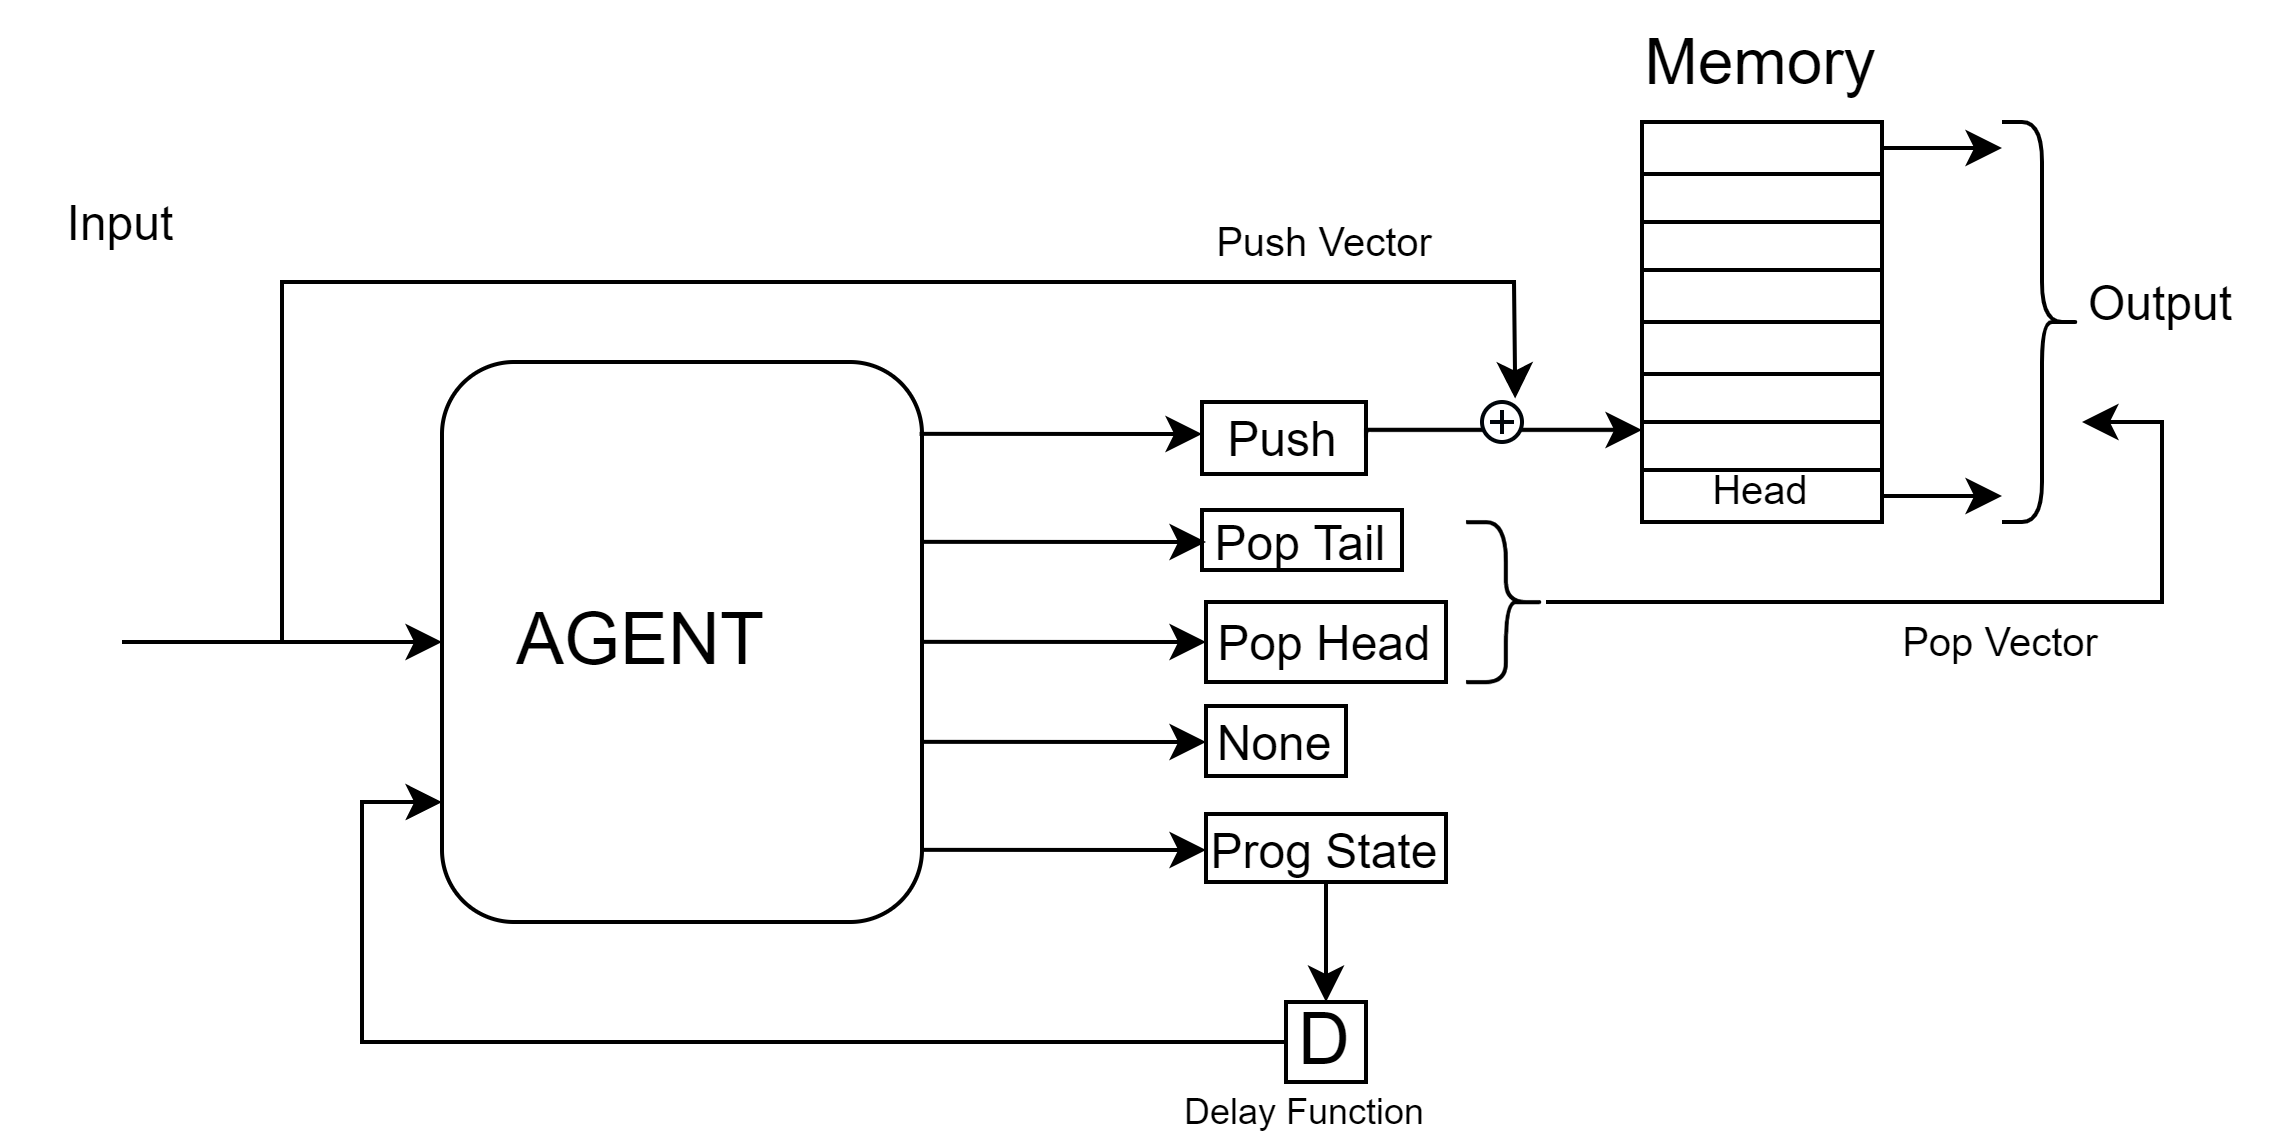 Memory
Input
Push Vector
Output
Push
Head
Pop Tail
AGENT
Pop Head
Pop Vector
None
Prog State
D
Delay Function